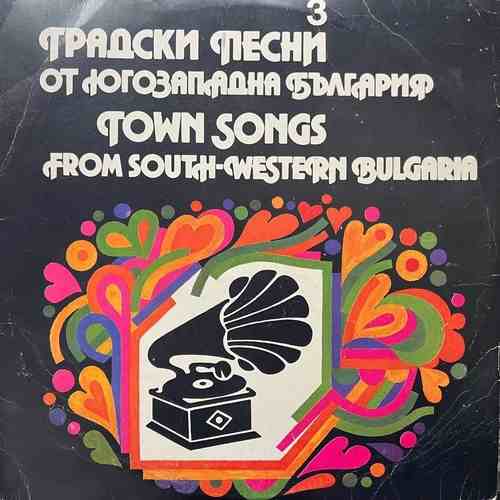 3
ГРАДСКИ ПЕСНИ
ОТ ЮГОЗАПАДНА БЪЛГАРИЯ
TOWN SONGS
FROM SOUTH-WESTERN BULGARIA